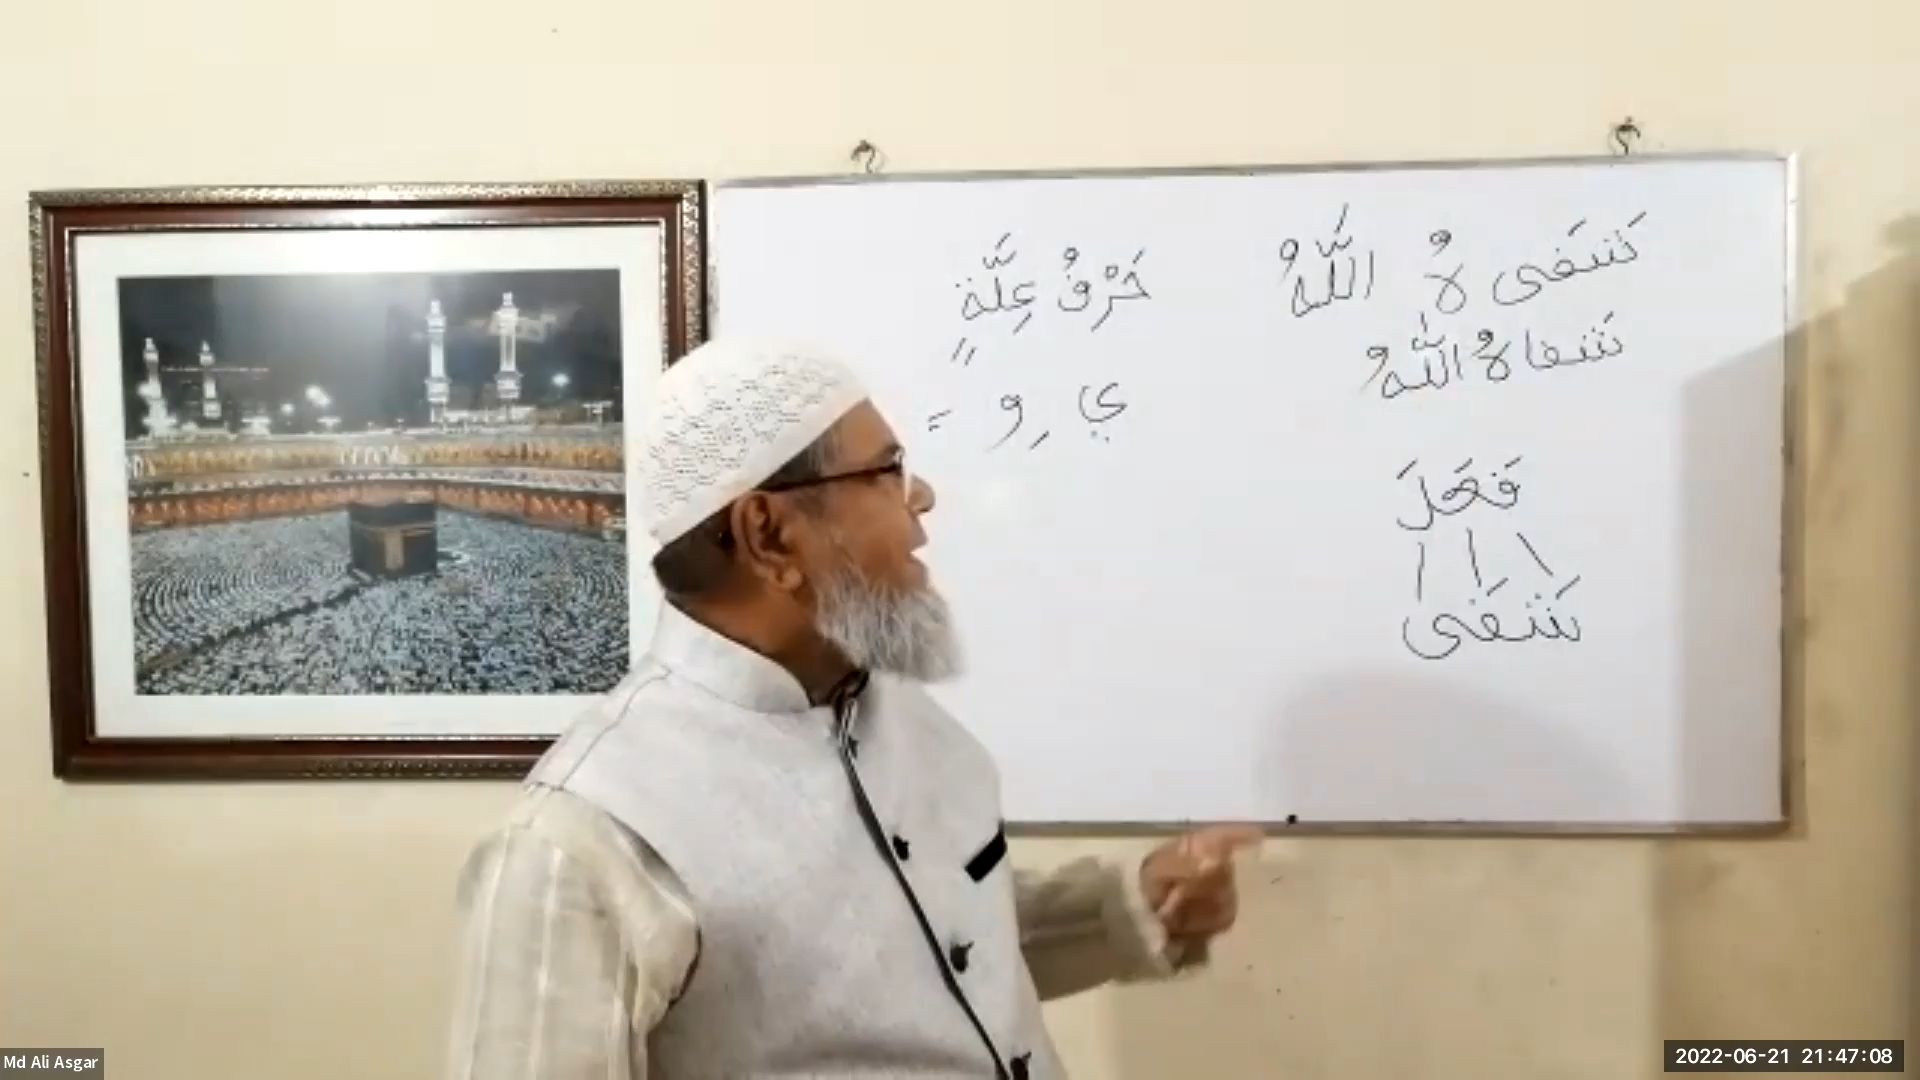 شَفَى هُ اللَّهُ
شَفَاهُ اللَّهُ
فَعَلَ
شَفَى
حَرْفُ عِلَّةٍ
ي و
Md Ali Asgar
2022-06-21 21:47:08